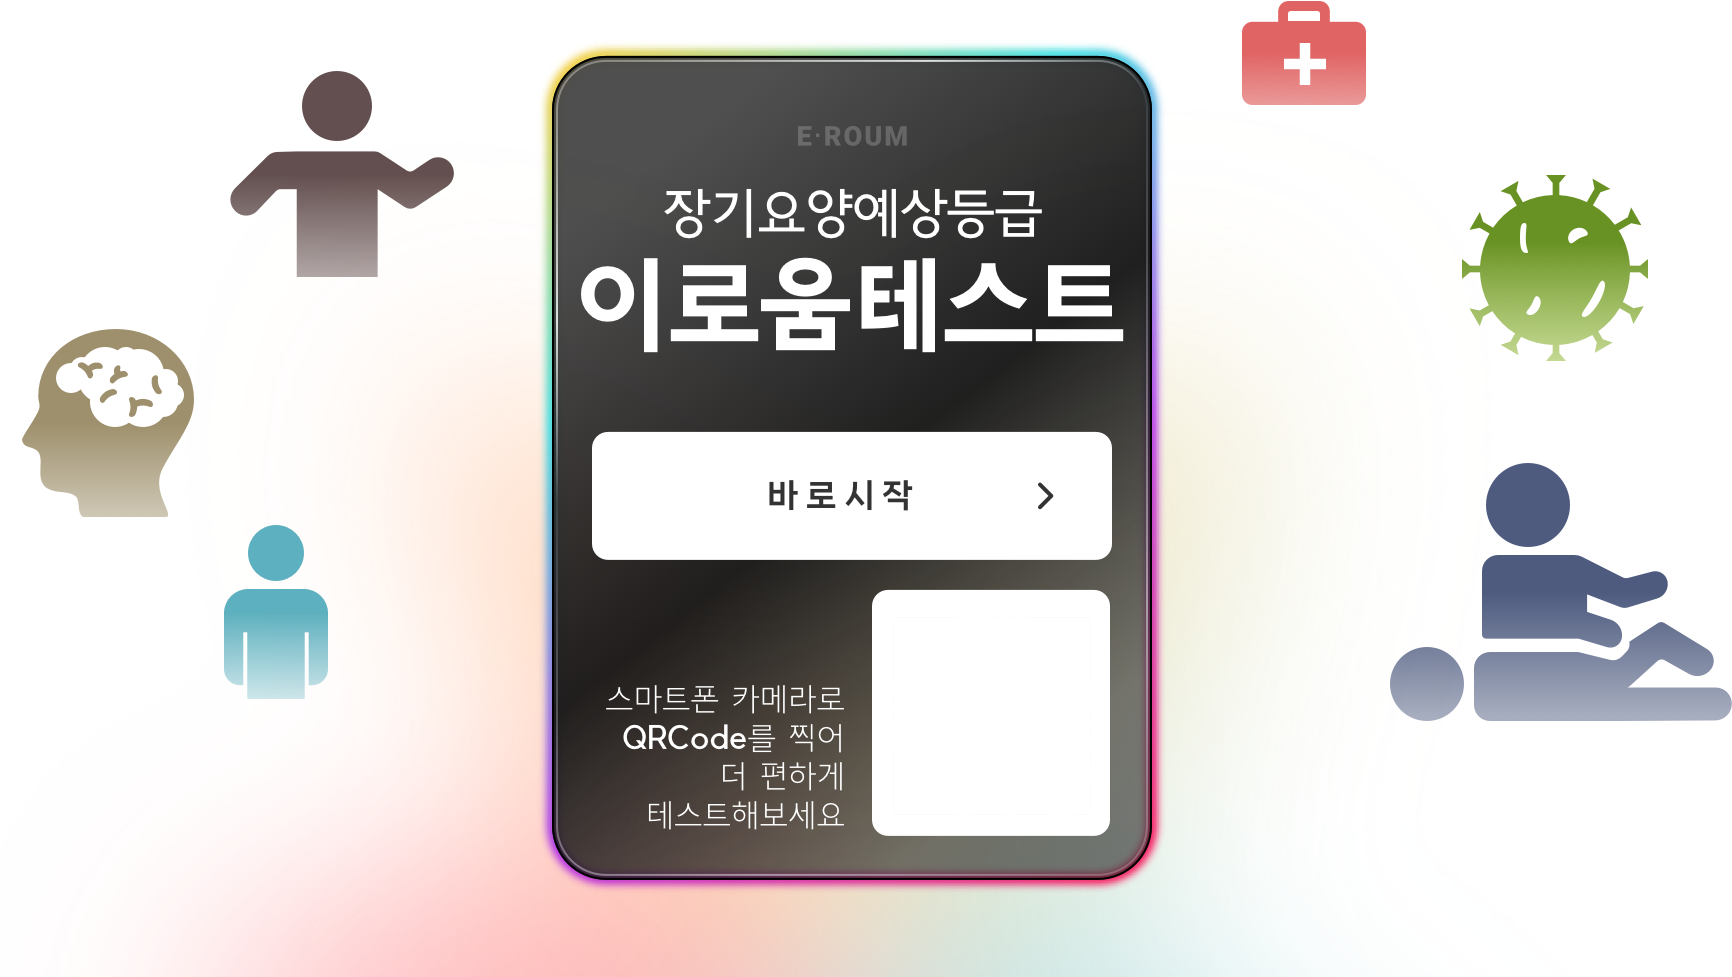 E·ROUM
장기요양예상등급
이로움테스트
바로시작
스마트폰 카메라로
QRCode를 찍어
더 편하게
테스트해보세요